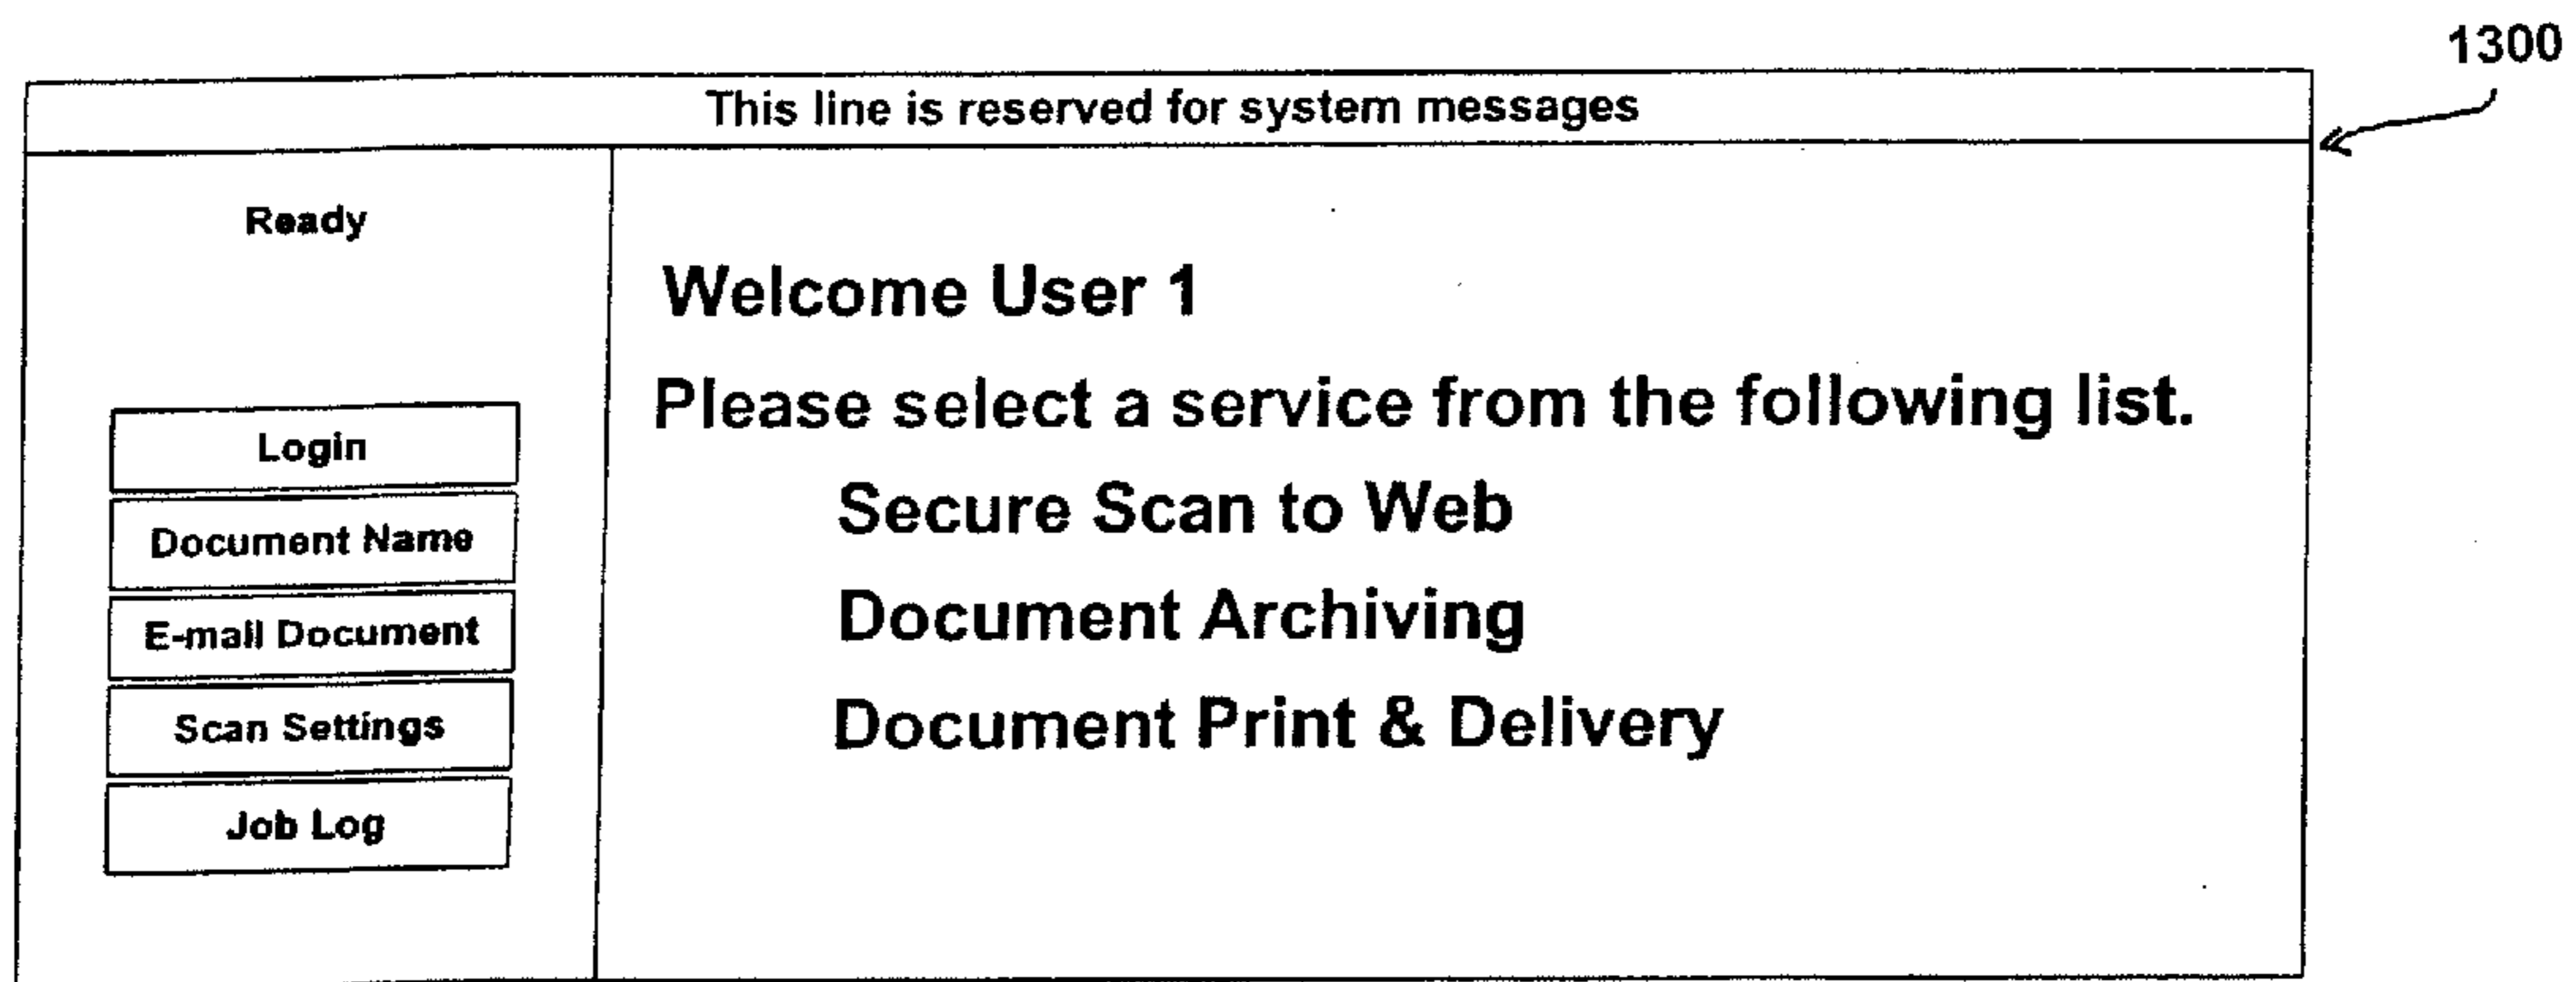 1300
This line is reserved for system messages
Ready
Login
Document Name
E-mail Document
Scan Settings
Job Log
Welcome User 1
Please select a service from the following list.
Secure Scan to Web
Document Archiving
Document Print & Delivery